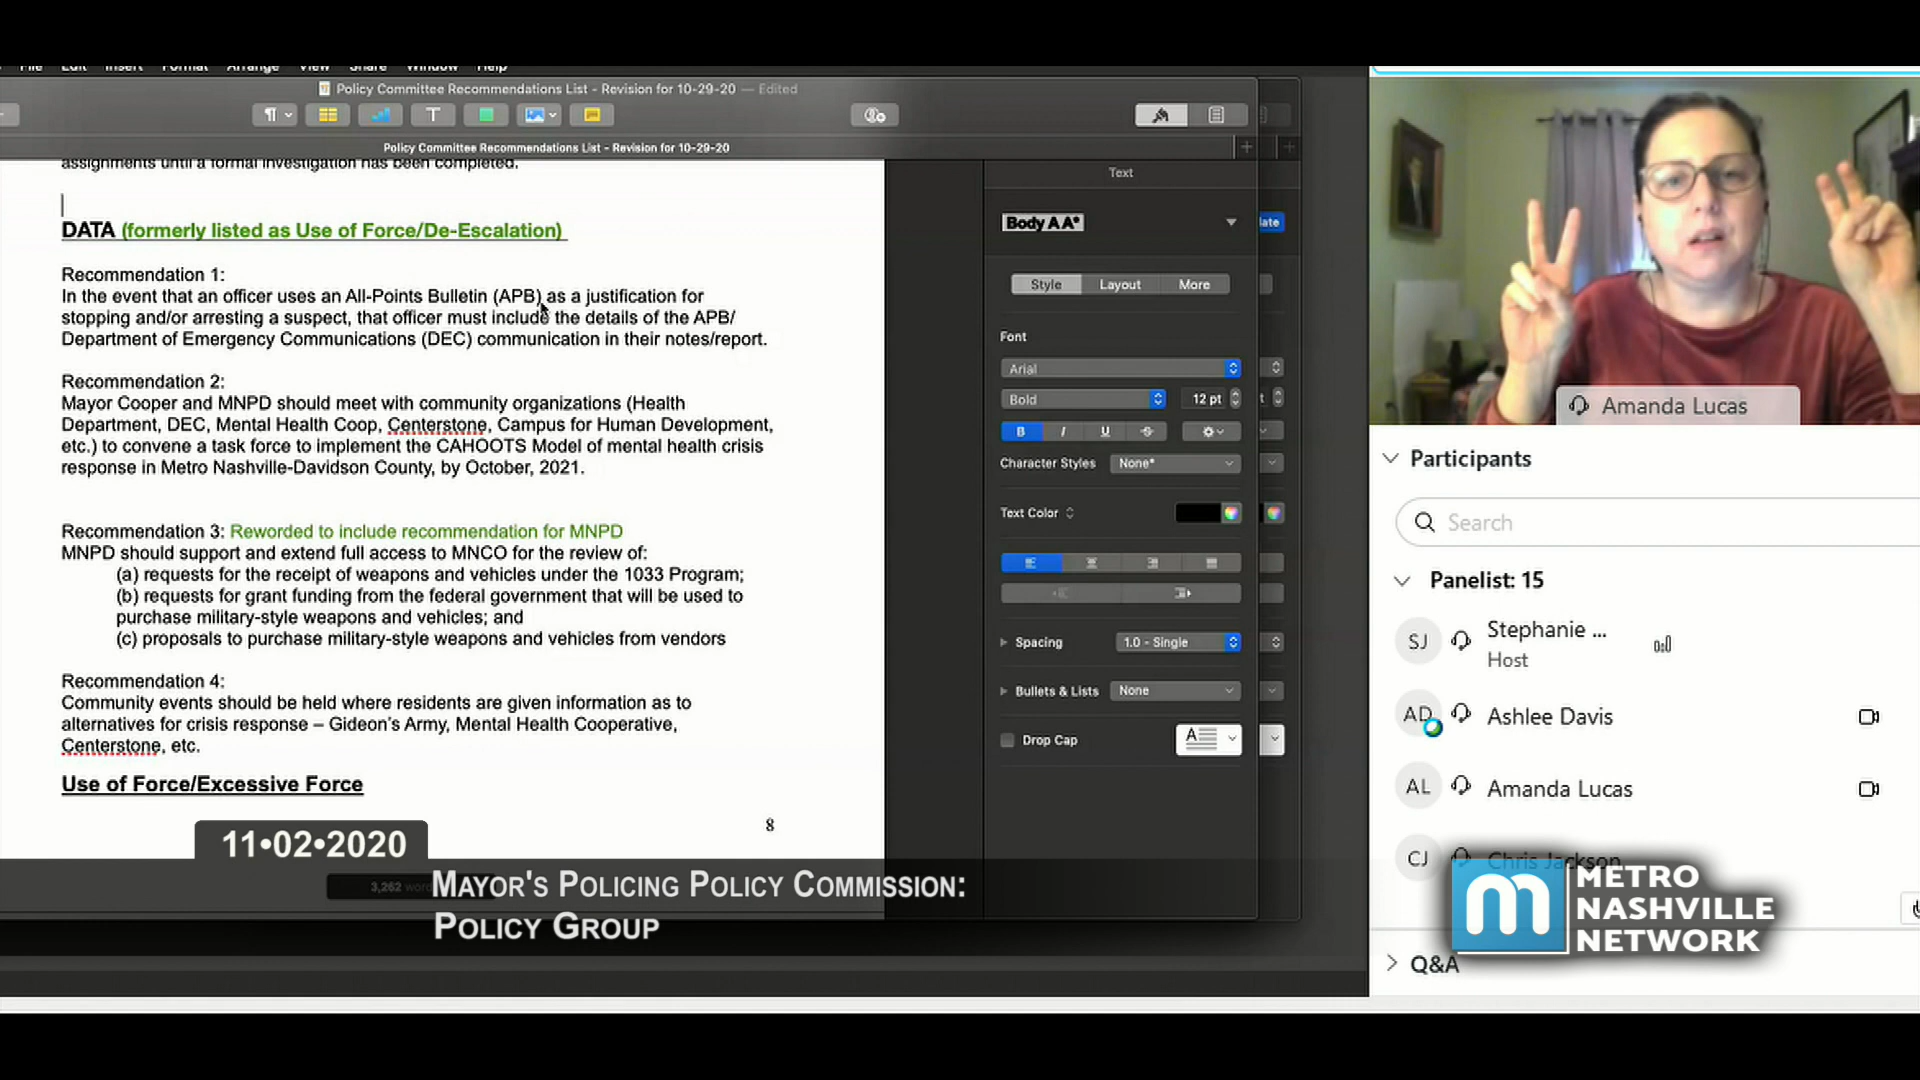 File Edit Insert Format Arrange View Share Window Help
Policy Committee Recommendations List - Revision for 10-29-20 — Edited
Policy Committee Recommendations List - Revision for 10-29-20
assignments until a formal investigation has been completed.
DATA (formerly listed as Use of Force/De-Escalation)
Recommendation 1:
In the event that an officer uses an All-Points Bulletin (APB) as a justification for
stopping and/or arresting a suspect, that officer must include the details of the APB/
Department of Emergency Communications (DEC) communication in their notes/report.
Recommendation 2:
Mayor Cooper and MNPD should meet with community organizations (Health
Department, DEC, Mental Health Coop, Centerstone, Campus for Human Development,
etc.) to convene a task force to implement the CAHOOTS Model of mental health crisis
response in Metro Nashville-Davidson County, by October, 2021.
Recommendation 3: Reworded to include recommendation for MNPD
MNPD should support and extend full access to MNCO for the review of:
(a) requests for the receipt of weapons and vehicles under the 1033 Program;
(b) requests for grant funding from the federal government that will be used to
purchase military-style weapons and vehicles; and
(c) proposals to purchase military-style weapons and vehicles from vendors
Recommendation 4:
Community events should be held where residents are given information as to
alternatives for crisis response – Gideon's Army, Mental Health Cooperative,
Centerstone, etc.
Use of Force/Excessive Force
8
3,262
Text
Body A A*
Style Layout More
Font
Arial
Bold 12 pt
B I U S
Character Styles None*
Text Color
Spacing 1.0 - Single
Bullets & Lists None
Drop Cap
Amanda Lucas
Participants
Search
Panelist: 15
SJ Stephanie ...
Host
AD Ashlee Davis
AL Amanda Lucas
CJ Chris Jackson
Q&A
11•02•2020
Mayor's Policing Policy Commission:
Policy Group
m METRO
NASHVILLE
NETWORK